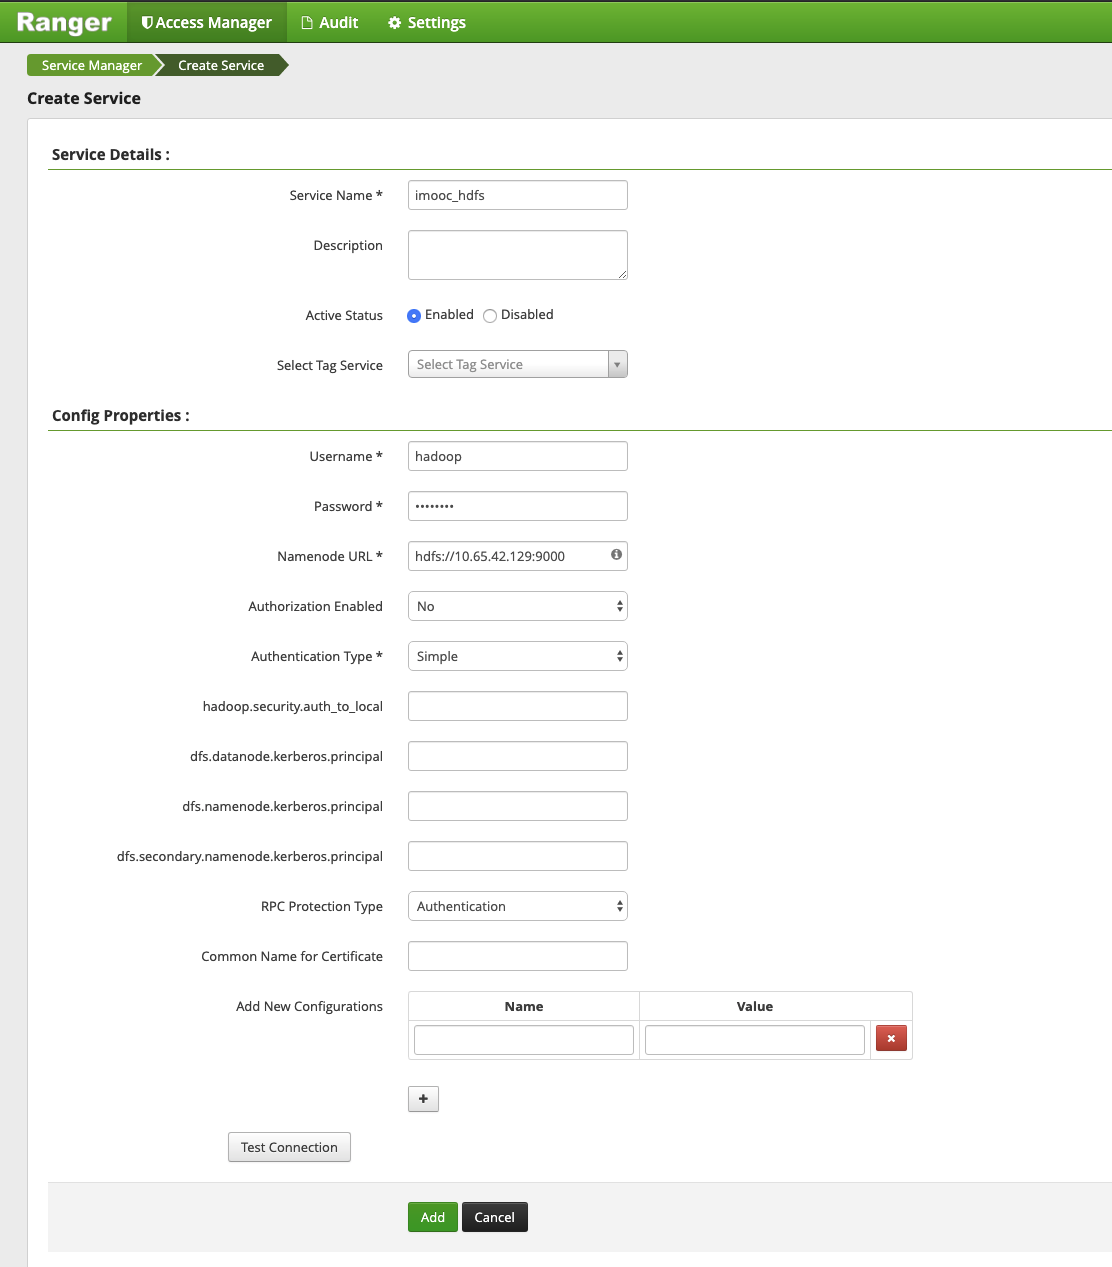 Ranger Access Manager Audit Settings
Service Manager Create Service
Create Service
Service Details :
Service Name * imooc_hdfs
Description
Active Status Enabled Disabled
Select Tag Service Select Tag Service
Config Properties :
Username * hadoop
Password * ••••••••
Namenode URL * hdfs://10.65.42.129:9000
Authorization Enabled No
Authentication Type * Simple
hadoop.security.auth_to_local
dfs.datanode.kerberos.principal
dfs.namenode.kerberos.principal
dfs.secondary.namenode.kerberos.principal
RPC Protection Type Authentication
Common Name for Certificate
Add New Configurations Name Value
Test Connection
Add Cancel